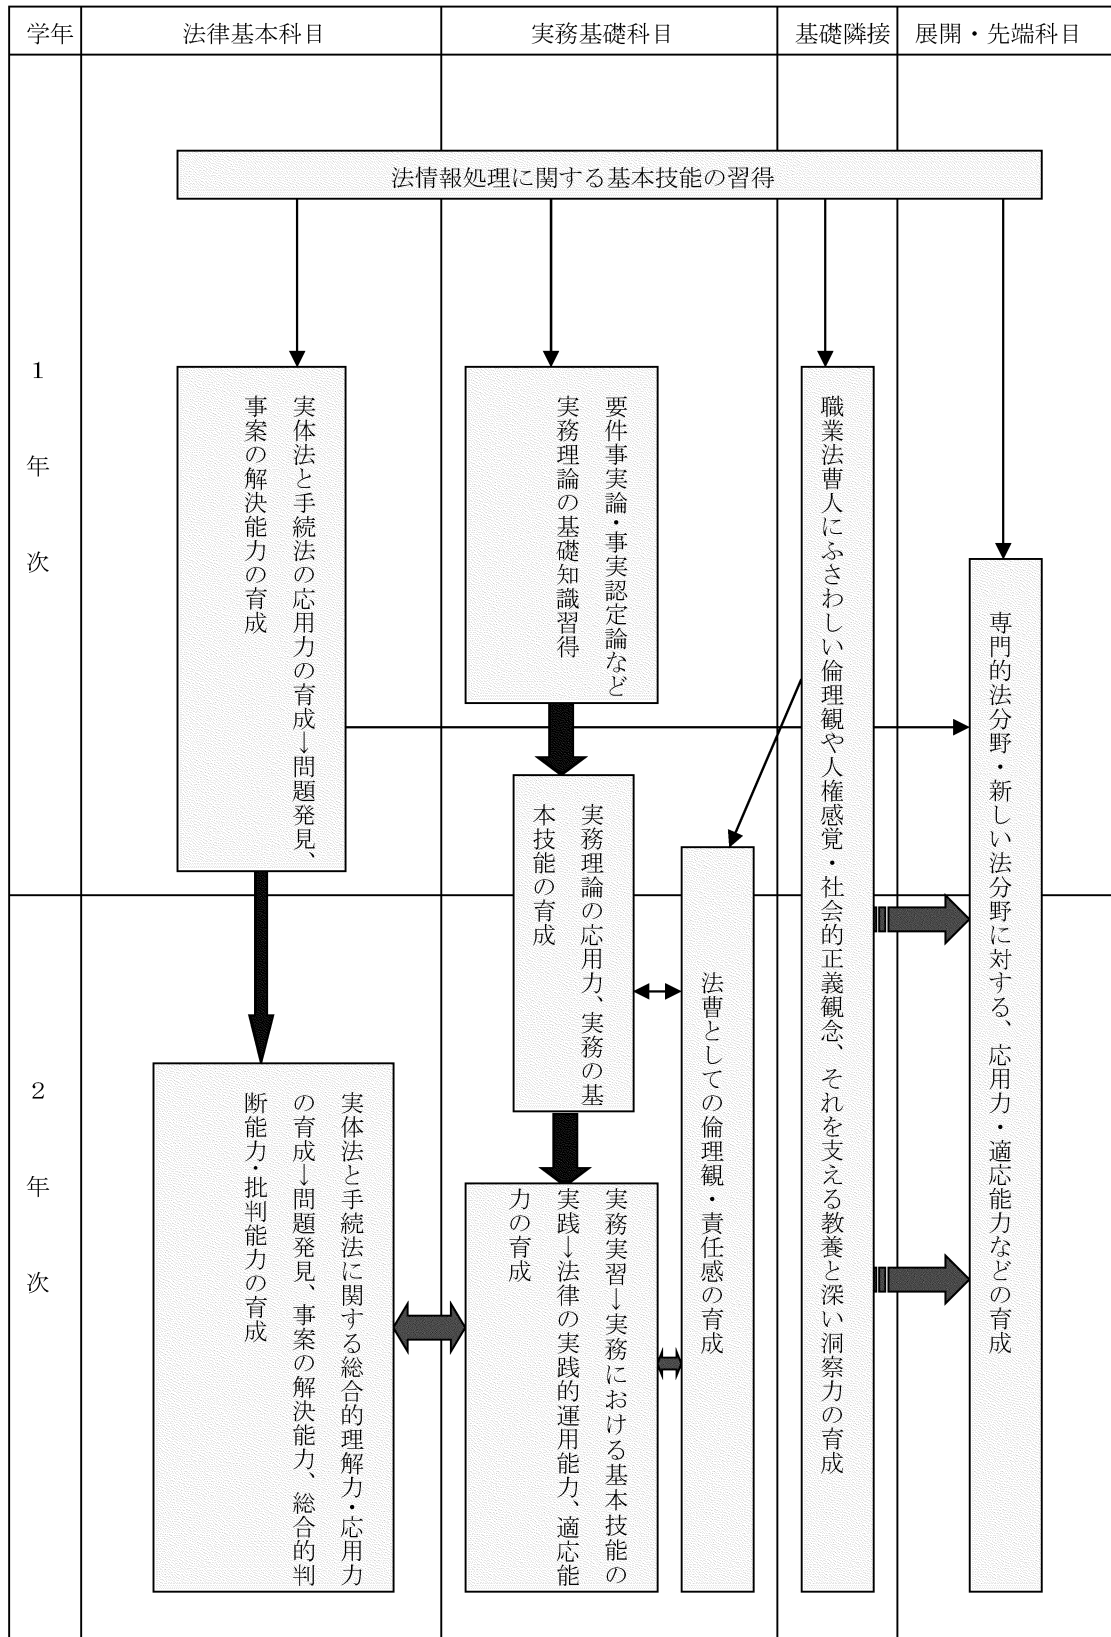 学年
法律基本科目
実務基礎科目
基礎隣接
展開・先端科目
法情報処理に関する基本技能の習得
1
年
次
実体法と手続法の応用力の育成→問題発見、
事案の解決能力の育成
要件事実論・事実認定論など
実務理論の基礎知識習得
職業法曹人にふさわしい倫理観や人権感覚・社会的正義観念、それを支える教養と深い洞察力の育成
専門的法分野・新しい法分野に対する、応用力・適応能力などの育成
実務理論の応用力、実務の基
本技能の育成
法曹としての倫理観・責任感の育成
2
年
次
実体法と手続法に関する総合的理解力・応用力
の育成→問題発見、事案の解決能力、総合的判
断能力・批判能力の育成
実務実習→実務における基本技能の
実践→法律の実践的運用能力、適応能
力の育成